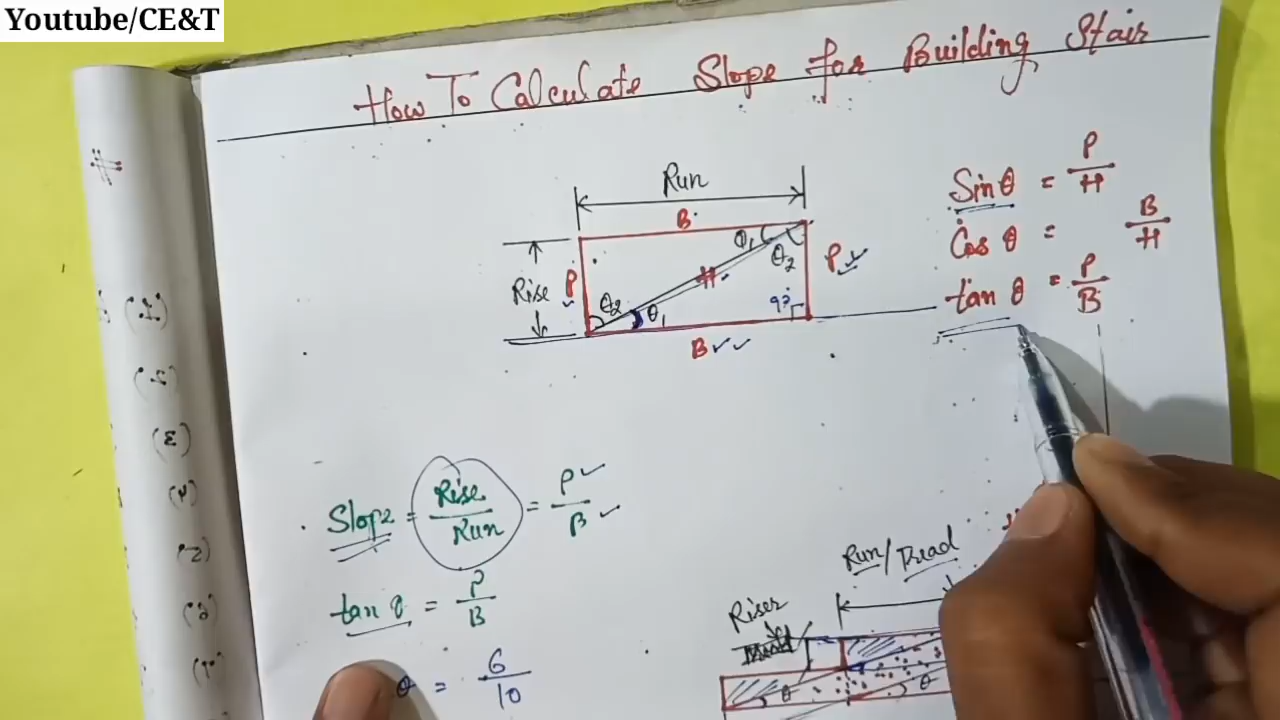 Youtube/CE&T
How To Calculate Slope for Building Stair
Run
B
Sinθ = P/H
Cos θ = B/H
tan θ = P/B
Rise P
θ1
θ2
P
H
θ2
θ1
90°
B
Slope = Rise/Run = P/B
tan θ = P/B
θ = 6/10
Run/Tread
Riser
θ
θ